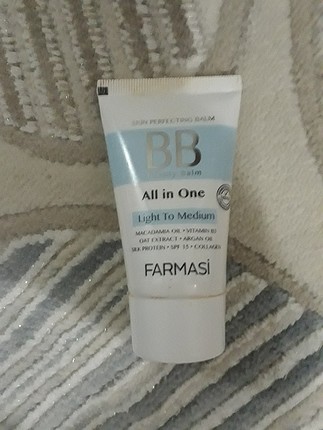 SKIN PERFECTING BALM
BB
Balm
All in One
Light To Medium
MACADAMIA OIL • VITAMIN B3
OAT EXTRACT • ARGAN OIL
SILK PROTEIN • SPF 15 • COLLAGEN
FARMASi